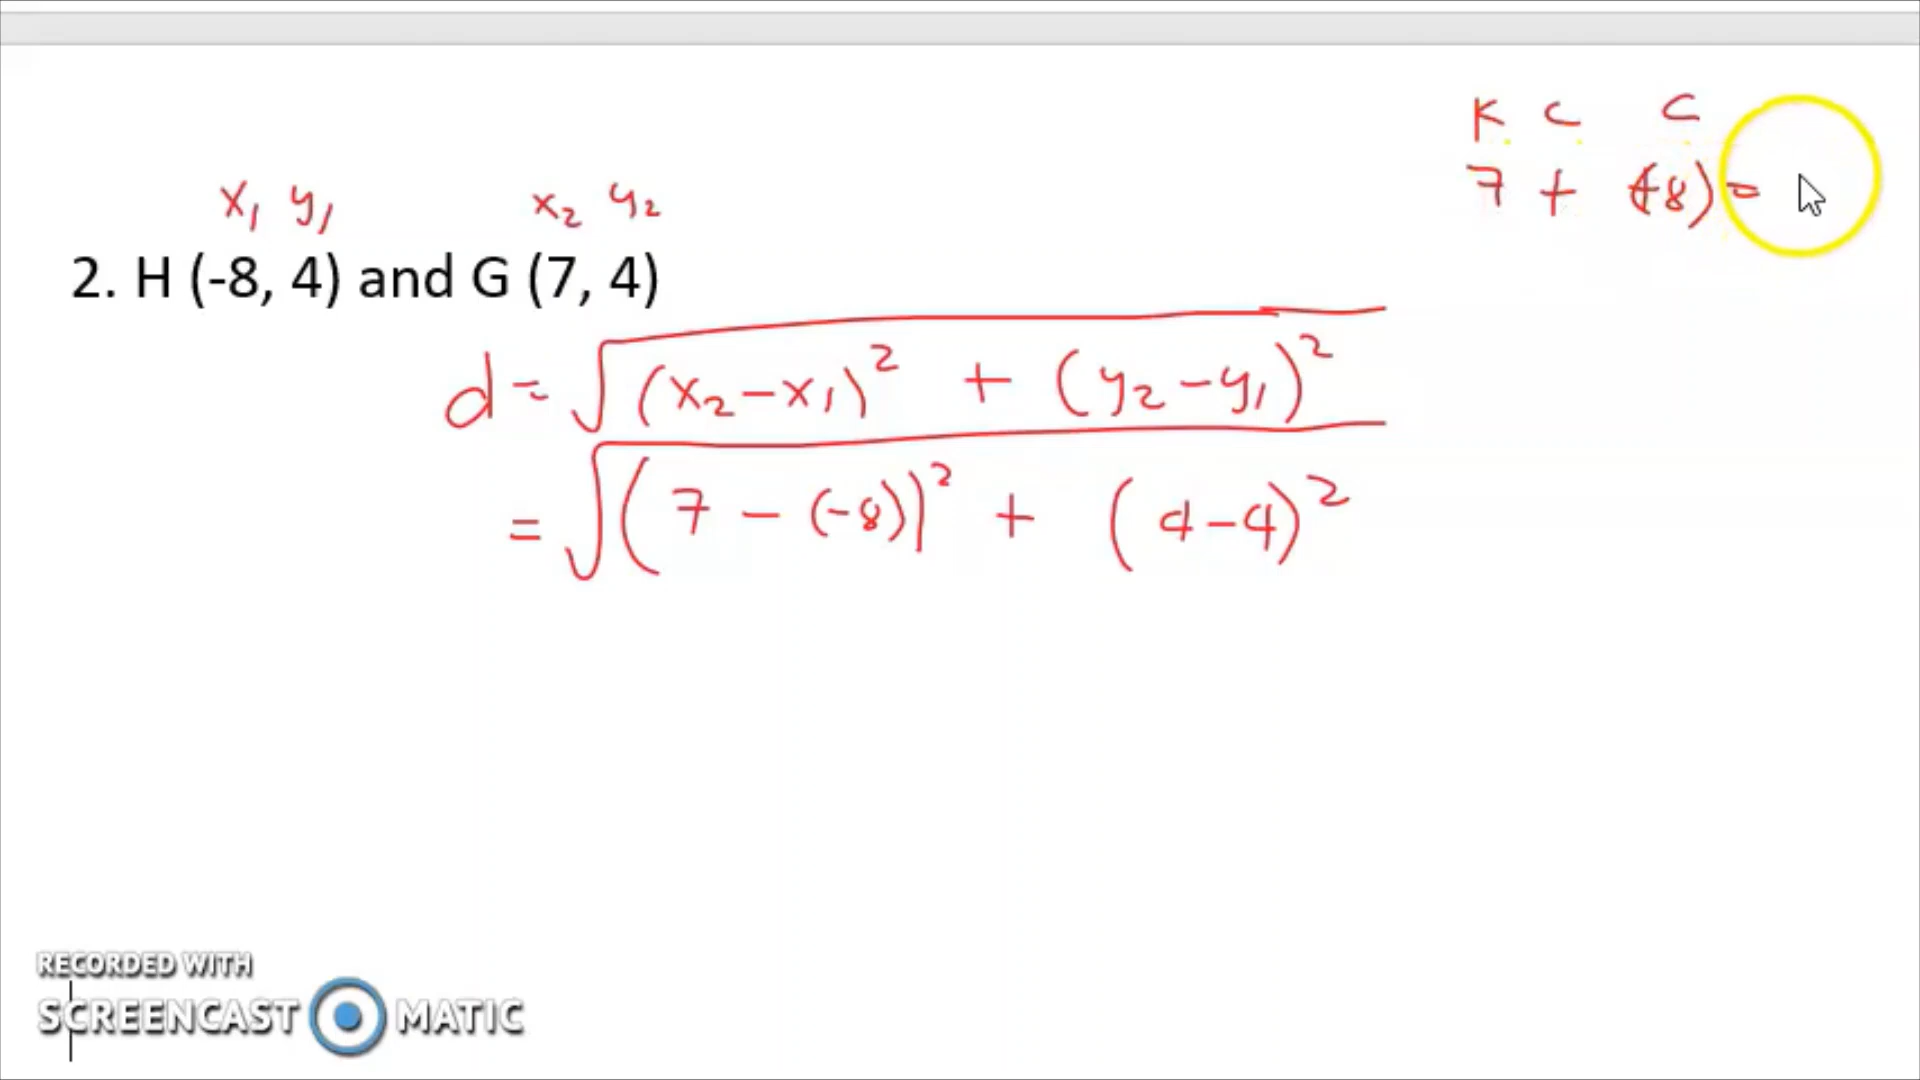 K C C
7 + (-8) =
x₁ y₁ x₂ y₂
2. H (-8, 4) and G (7, 4)
d = √(x₂-x₁)² + (y₂-y₁)²
= √(7 - (-8))² + (4-4)²
RECORDED WITH
SCREENCAST MATIC